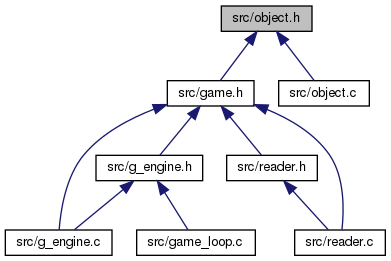 src/object.h
src/game.h
src/object.c
src/g_engine.h
src/reader.h
src/g_engine.c
src/game_loop.c
src/reader.c